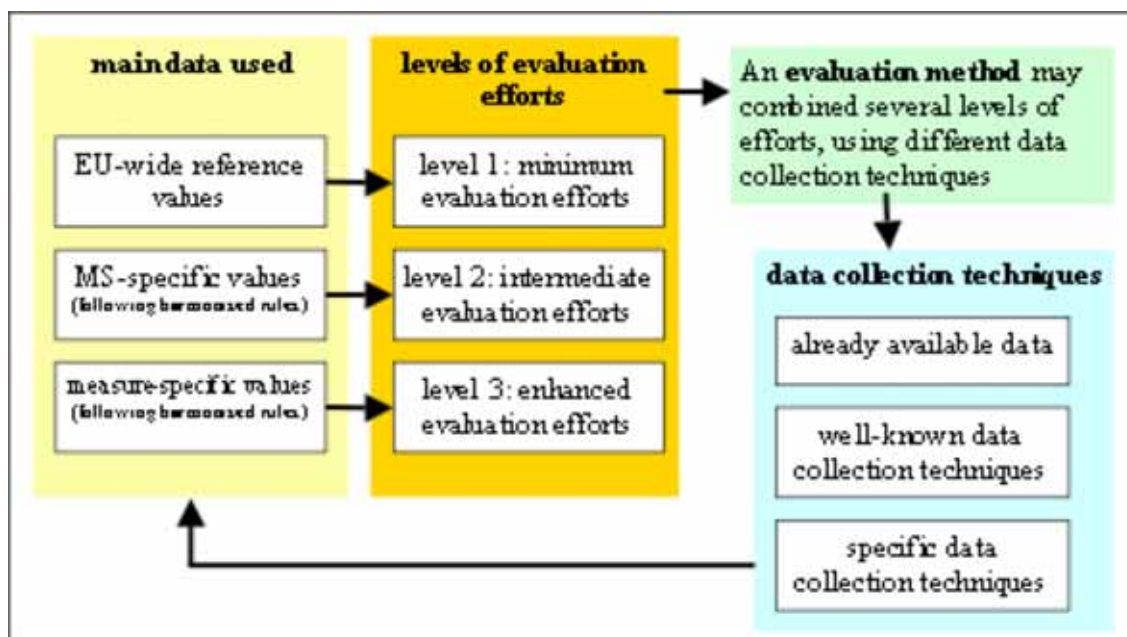 main data used
EU-wide reference
values
MS-specific values
(following harmonised rules)
measure-specific values
(following harmonised rules)
levels of evaluation
efforts
level 1: minimum
evaluation efforts
level 2: intermediate
evaluation efforts
level 3: enhanced
evaluation efforts
An evaluation method may
combined several levels of
efforts, using different data
collection techniques
data collection techniques
already available data
well-known data
collection techniques
specific data
collection techniques